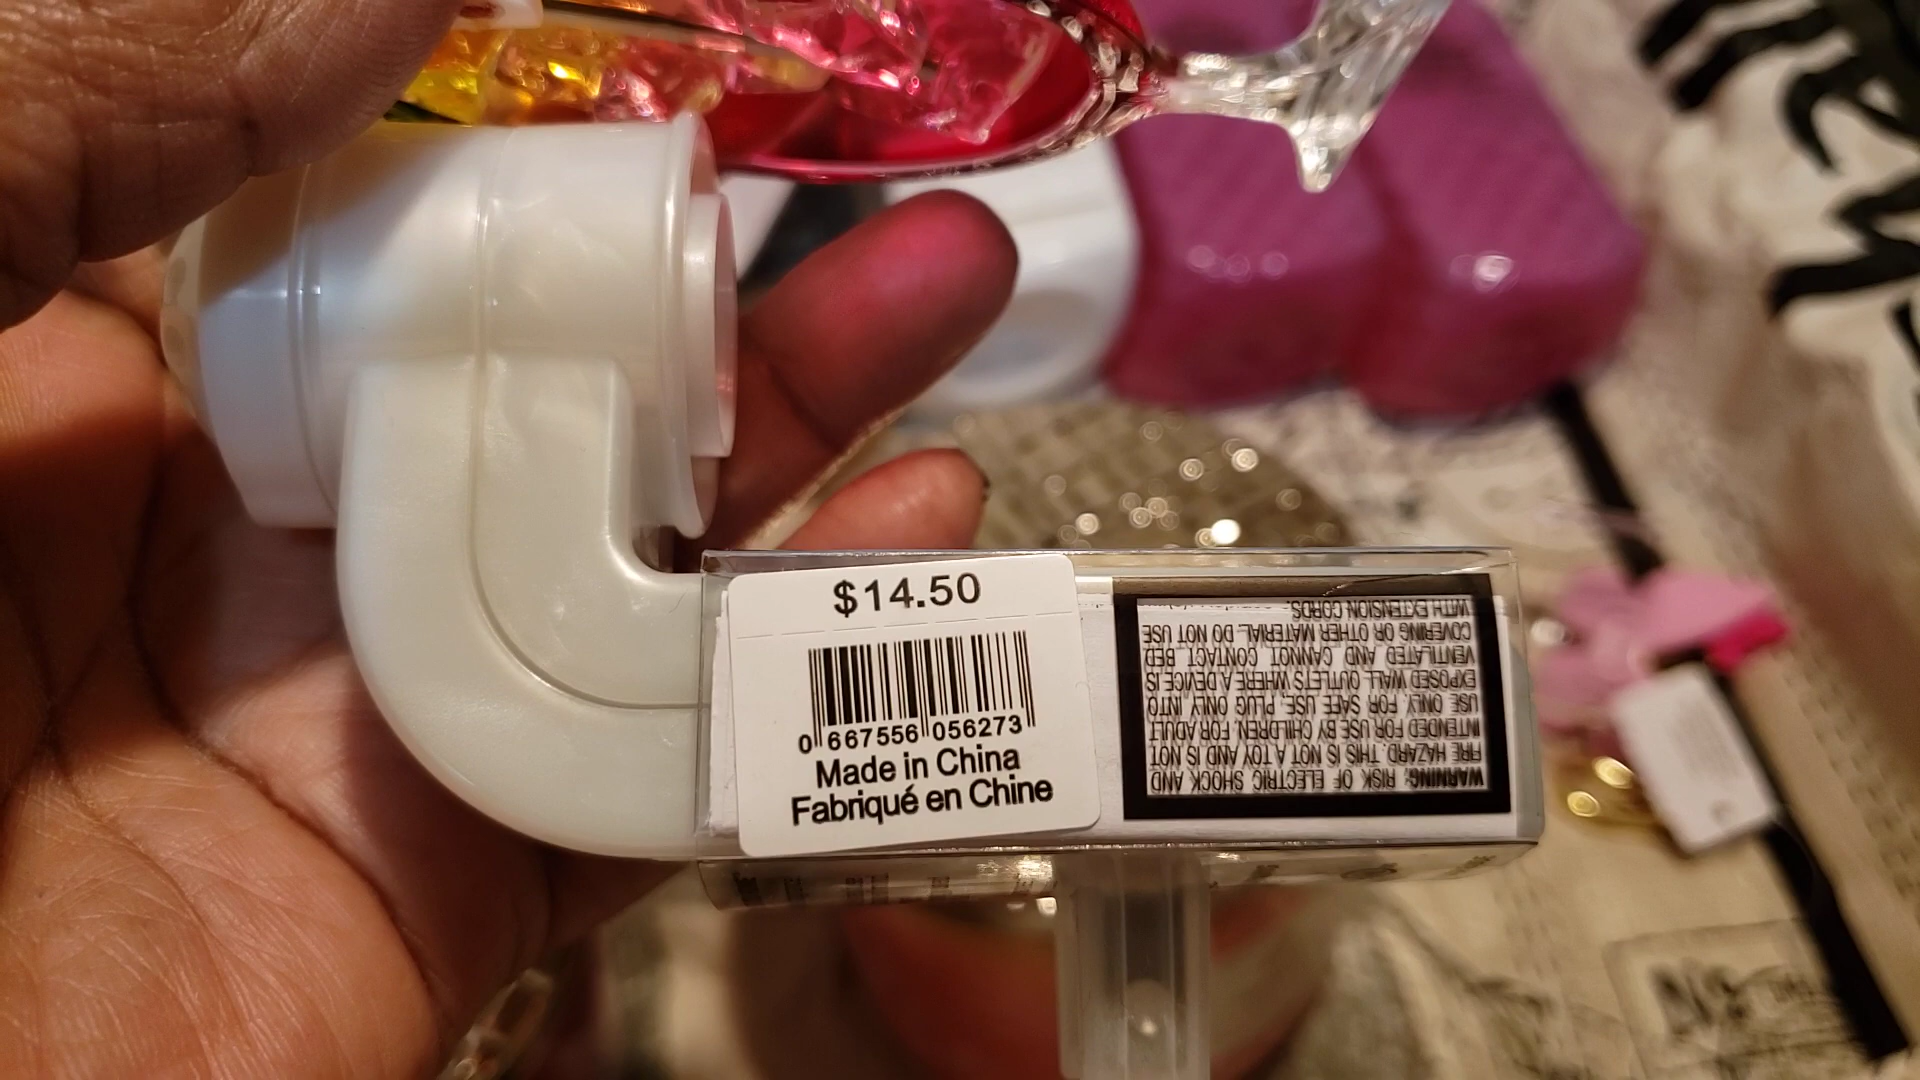 $14.50
0 667556 056273
Made in China
Fabriqué en Chine
WARNING: RISK OF ELECTRIC SHOCK AND
FIRE HAZARD. THIS IS NOT A TOY AND IS NOT
INTENDED FOR USE BY CHILDREN. FOR ADULT
USE ONLY. FOR SAFE USE, PLUG ONLY INTO
EXPOSED WALL OUTLETS WHERE A DEVICE IS
VENTILATED AND CANNOT CONTACT BED
COVERING OR OTHER MATERIAL. DO NOT USE
WITH EXTENSION CORDS.